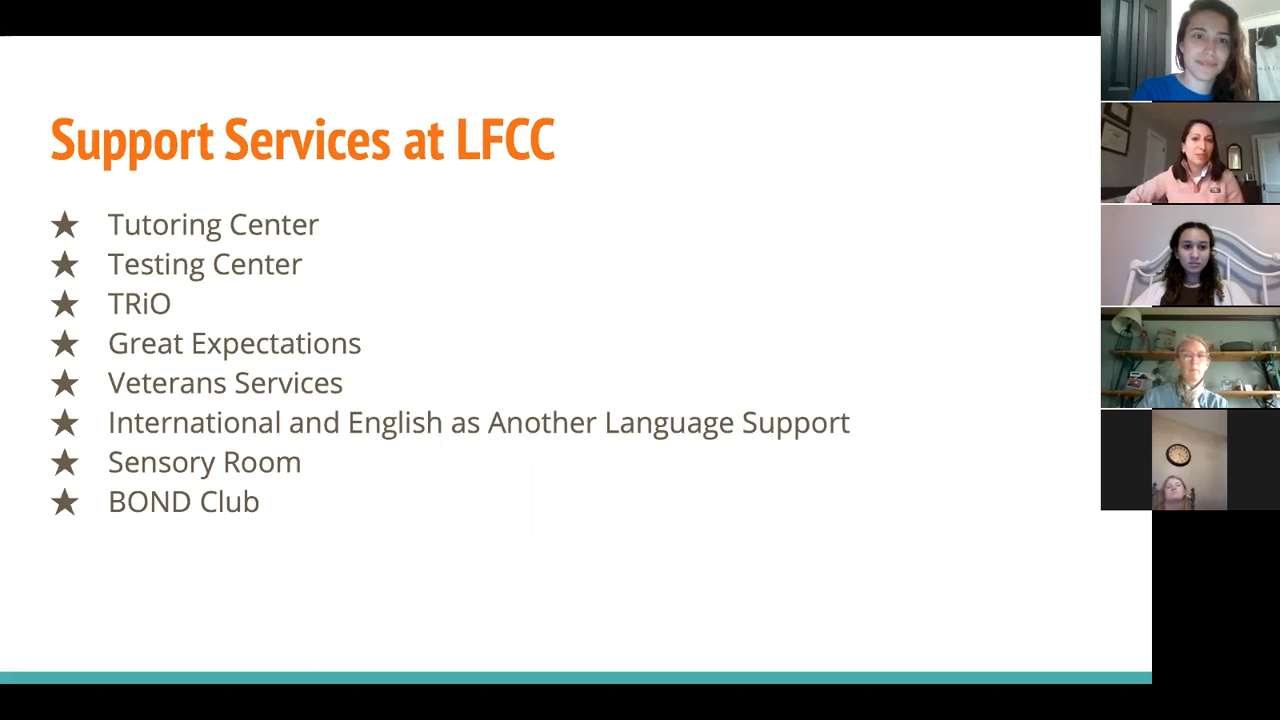 Support Services at LFCC
★ Tutoring Center
★ Testing Center
★ TRiO
★ Great Expectations
★ Veterans Services
★ International and English as Another Language Support
★ Sensory Room
★ BOND Club